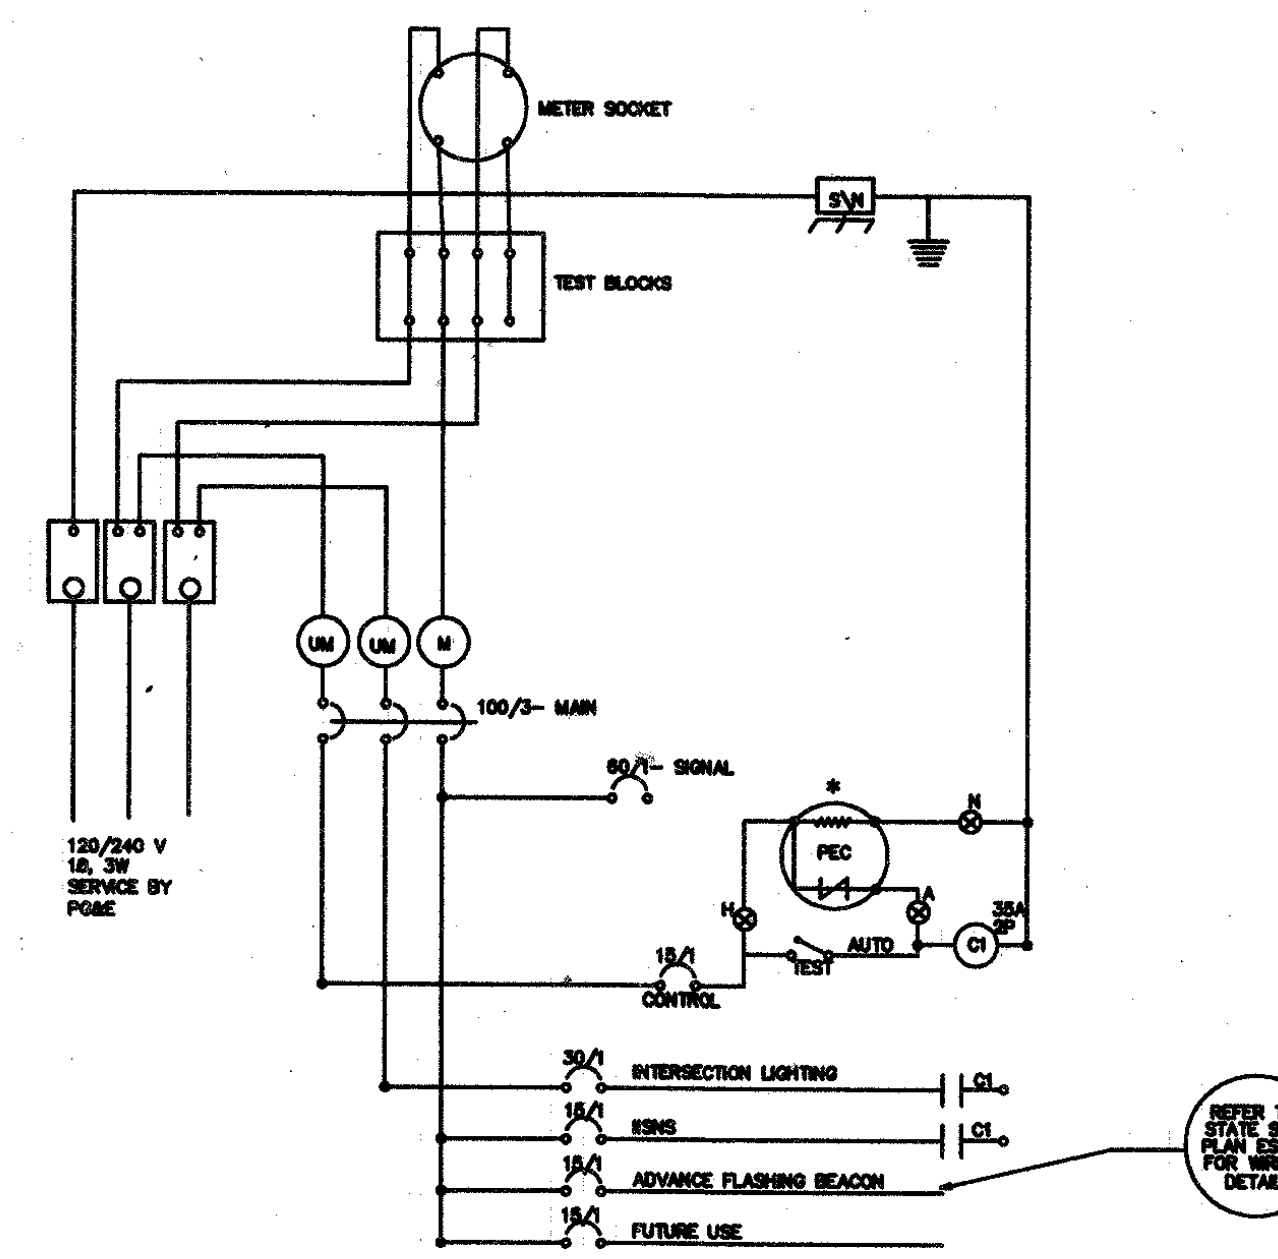 METER SOCKET
S\N
TEST BLOCKS
UM
UM
M
100/3- MAIN
60/1- SIGNAL
120/240 V
1Ø, 3W
SERVICE BY
PG&E
*
N
PEC
H
A
35A
2P
C1
AUTO
TEST
15/1
CONTROL
30/1
INTERSECTION LIGHTING
C1
15/1
IISNS
C1
15/1
ADVANCE FLASHING BEACON
15/1
FUTURE USE
REFER
STATE
PLAN
FOR